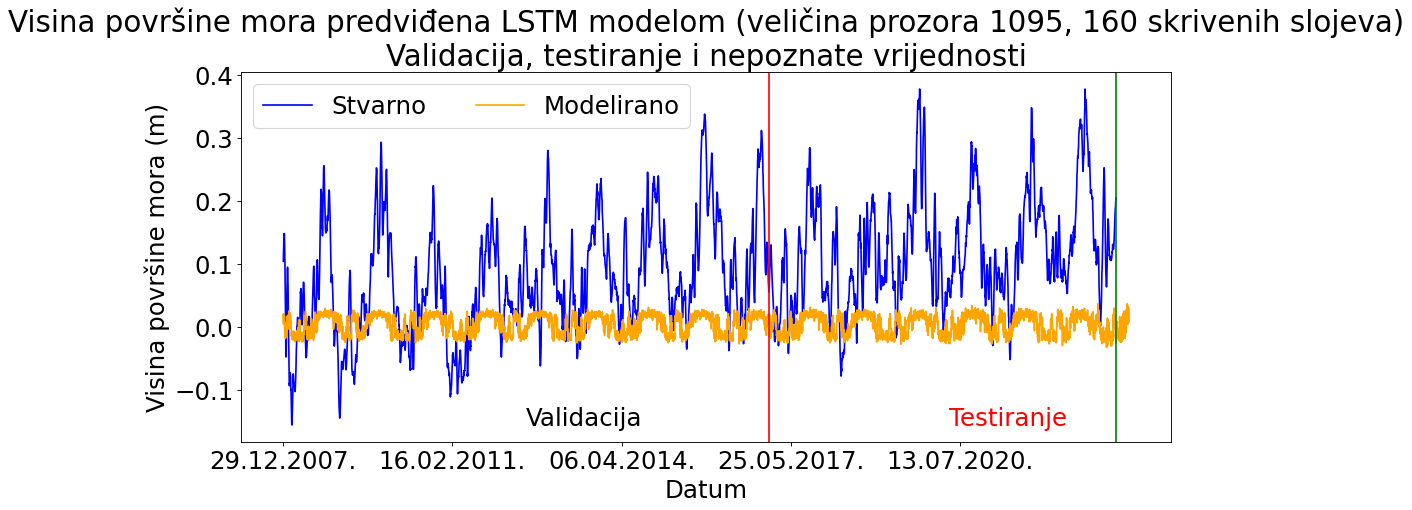 Visina površine mora predviđena LSTM modelom (veličina prozora 1095, 160 skrivenih slojeva)
Validacija, testiranje i nepoznate vrijednosti
Stvarno
Modelirano
Visina površine mora (m)
0.4
0.3
0.2
0.1
0.0
−0.1
Validacija
Testiranje
29.12.2007.
16.02.2011.
06.04.2014.
25.05.2017.
13.07.2020.
Datum